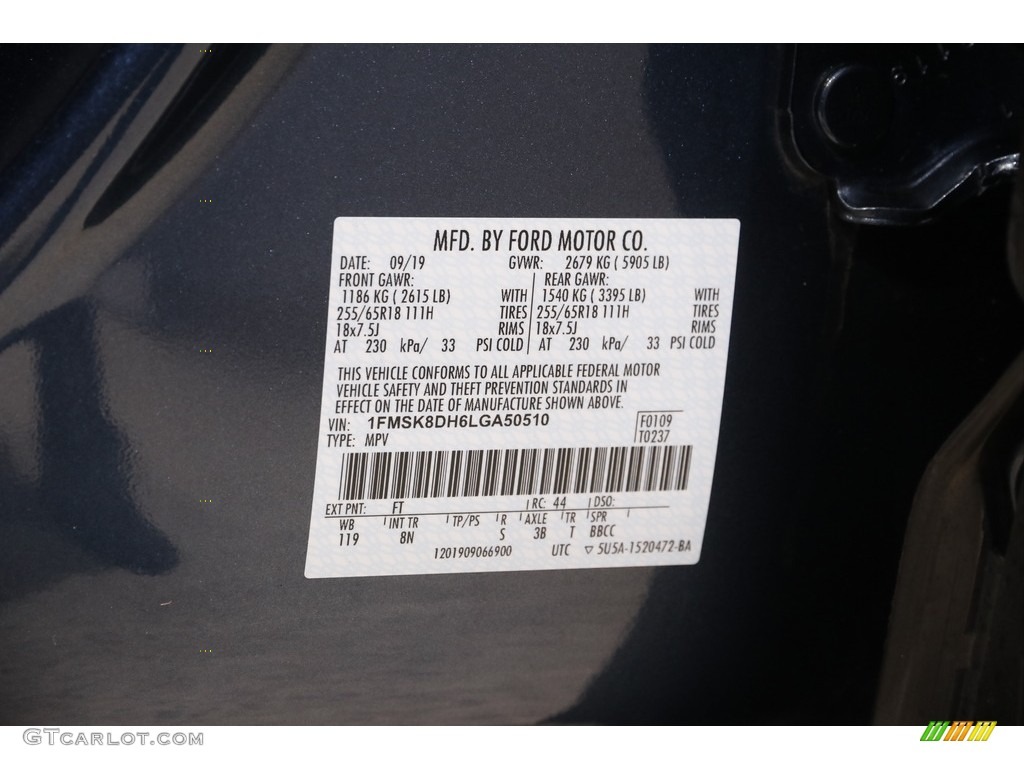 MFD. BY FORD MOTOR CO.
DATE: 09/19 GVWR: 2679 KG ( 5905 LB)
FRONT GAWR: REAR GAWR:
1186 KG ( 2615 LB) WITH 1540 KG ( 3395 LB) WITH
255/65R18 111H TIRES 255/65R18 111H TIRES
18x7.5J RIMS 18x7.5J RIMS
AT 230 kPa/ 33 PSI COLD AT 230 kPa/ 33 PSI COLD
THIS VEHICLE CONFORMS TO ALL APPLICABLE FEDERAL MOTOR
VEHICLE SAFETY AND THEFT PREVENTION STANDARDS IN
EFFECT ON THE DATE OF MANUFACTURE SHOWN ABOVE.
VIN: 1FMSK8DH6LGA50510 F0109
TYPE: MPV T0237
EXT PNT: FT RC: 44 DSO:
WB INT TR TP/PS R AXLE TR SPR
119 8N S 3B T BBCC
1201909066900 UTC ▽ 5U5A-1520472-BA
GTCarlot.com